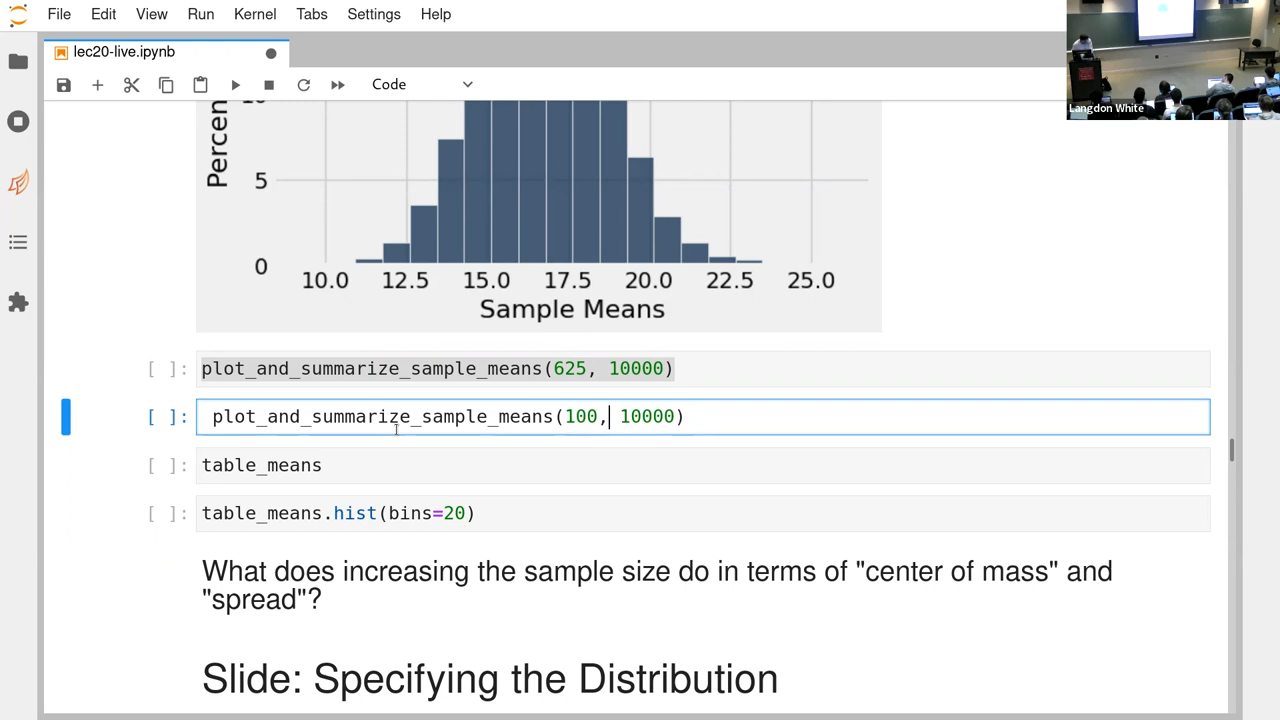 File Edit View Run Kernel Tabs Settings Help
lec20-live.ipynb
Code
Langdon White
Percen
10
5
0
10.0 12.5 15.0 17.5 20.0 22.5 25.0
Sample Means
[ ]: plot_and_summarize_sample_means(625, 10000)
[ ]: plot_and_summarize_sample_means(100, 10000)
[ ]: table_means
[ ]: table_means.hist(bins=20)
What does increasing the sample size do in terms of "center of mass" and
"spread"?
Slide: Specifying the Distribution